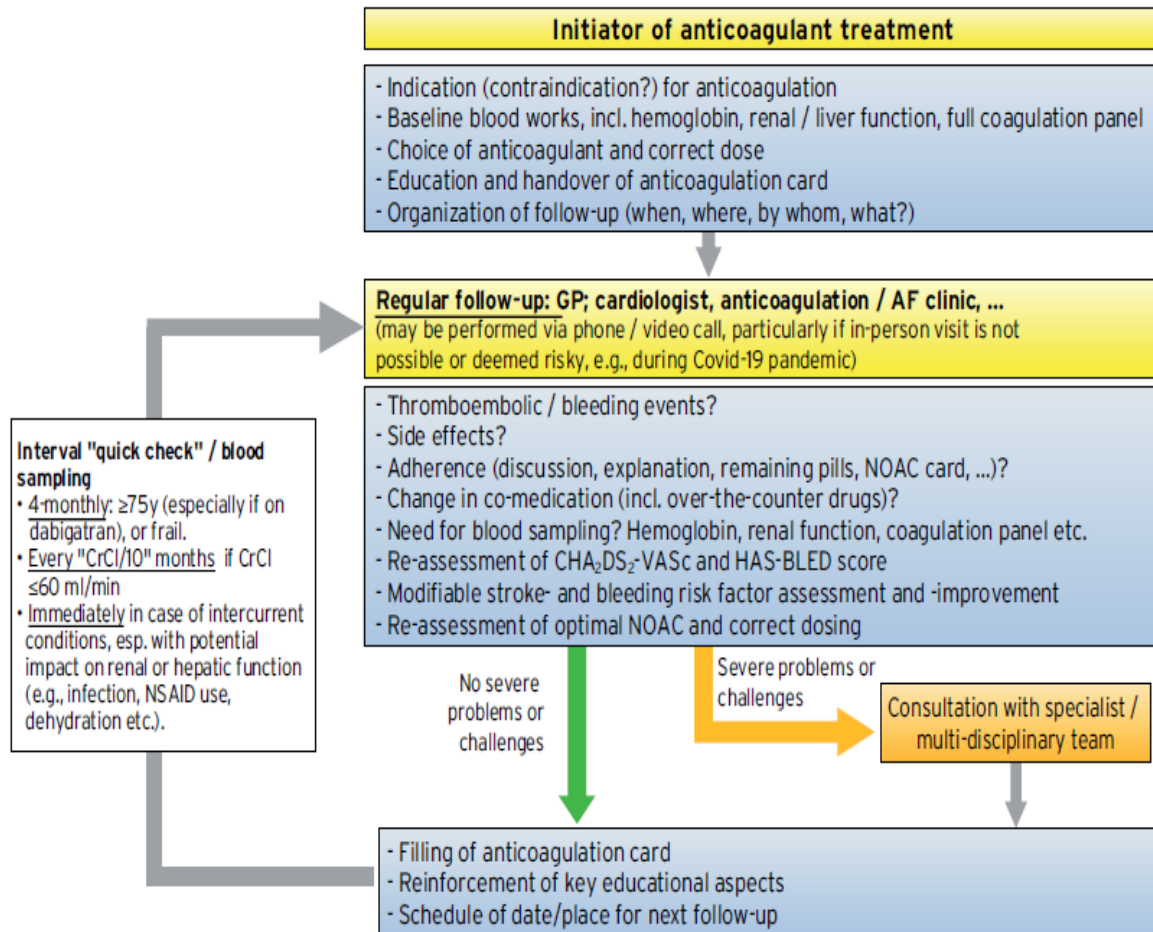 Initiator of anticoagulant treatment
- Indication (contraindication?) for anticoagulation
- Baseline blood works, incl. hemoglobin, renal / liver function, full coagulation panel
- Choice of anticoagulant and correct dose
- Education and handover of anticoagulation card
- Organization of follow-up (when, where, by whom, what?)
Regular follow-up: GP; cardiologist, anticoagulation / AF clinic, ...
(may be performed via phone / video call, particularly if in-person visit is not
possible or deemed risky, e.g., during Covid-19 pandemic)
- Thromboembolic / bleeding events?
- Side effects?
- Adherence (discussion, explanation, remaining pills, NOAC card, ...)?
- Change in co-medication (incl. over-the-counter drugs)?
- Need for blood sampling? Hemoglobin, renal function, coagulation panel etc.
- Re-assessment of CHA₂DS₂-VASc and HAS-BLED score
- Modifiable stroke- and bleeding risk factor assessment and -improvement
- Re-assessment of optimal NOAC and correct dosing
Interval "quick check" / blood
sampling
• 4-monthly: ≥75y (especially if on
dabigatran), or frail.
• Every "CrCl/10" months if CrCl
≤60 ml/min
• Immediately in case of intercurrent
conditions, esp. with potential
impact on renal or hepatic function
(e.g., infection, NSAID use,
dehydration etc.).
No severe
problems or
challenges
Severe problems or
challenges
Consultation with specialist /
multi-disciplinary team
- Filling of anticoagulation card
- Reinforcement of key educational aspects
- Schedule of date/place for next follow-up